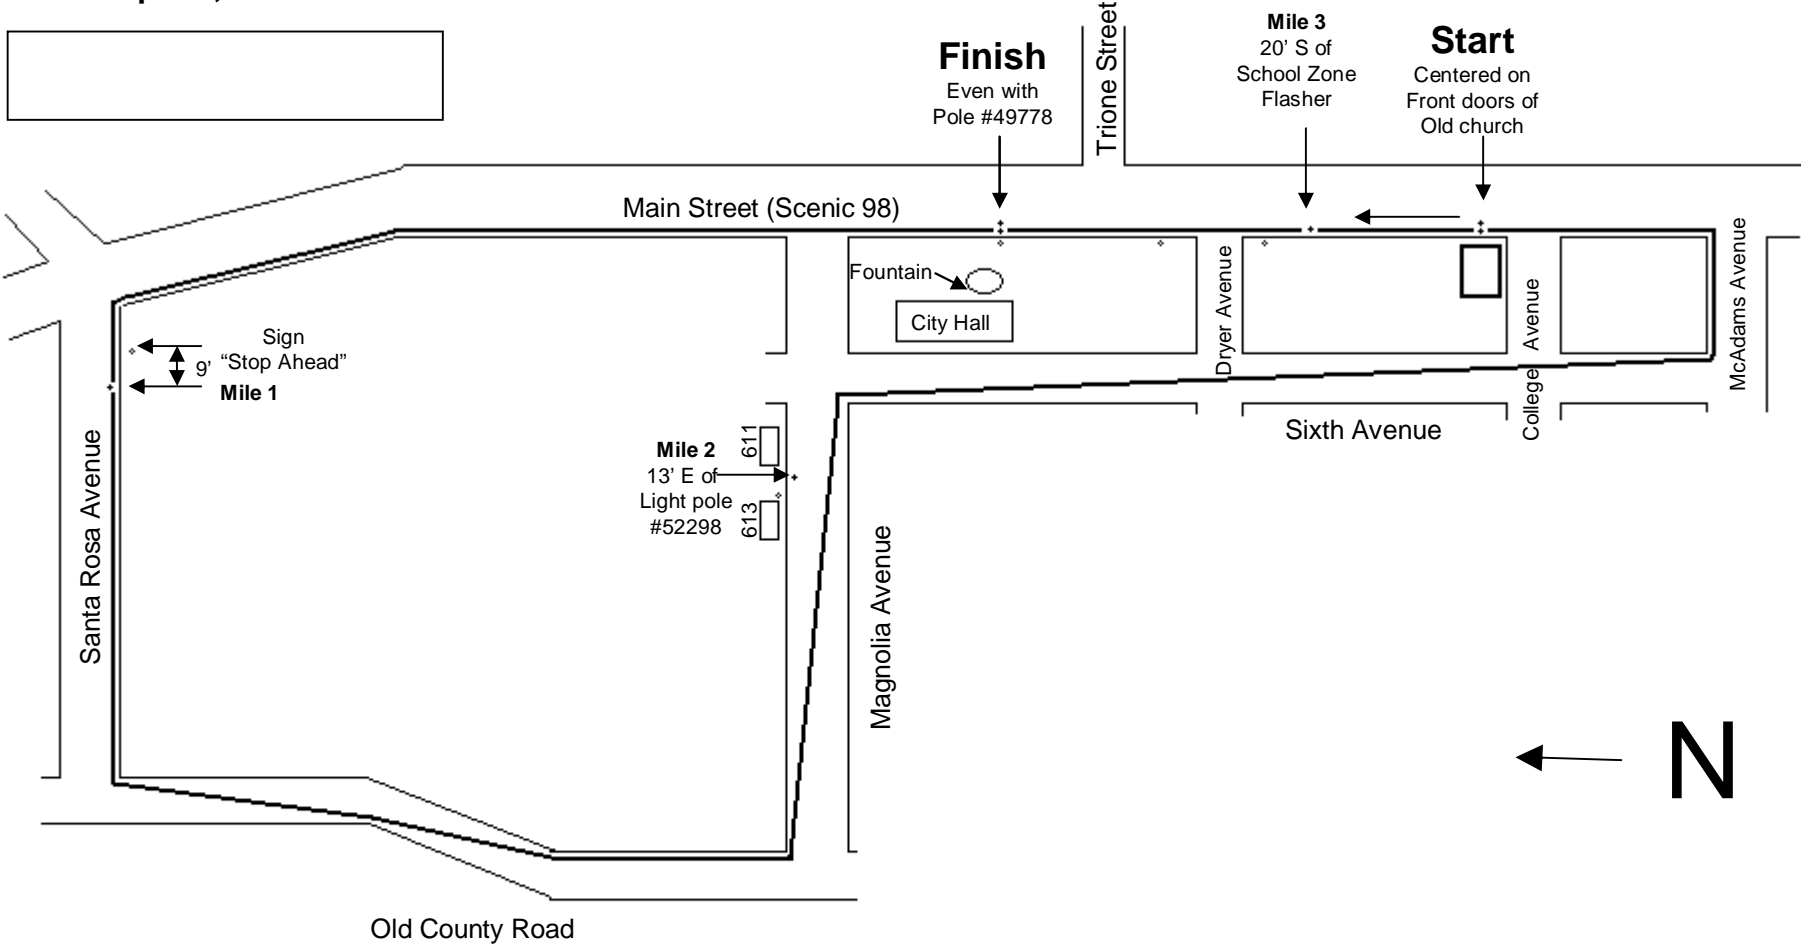 Finish
Even with
Pole #49778
Trione Street
Mile 3
20’ S of
School Zone
Flasher
Start
Centered on
Front doors of
Old church
Main Street (Scenic 98)
Fountain
City Hall
Dryer Avenue
College Avenue
McAdams Avenue
Sign
“Stop Ahead”
9’
Mile 1
Sixth Avenue
Santa Rosa Avenue
Mile 2
13’ E of
Light pole
#52298
611
613
Magnolia Avenue
N
Old County Road